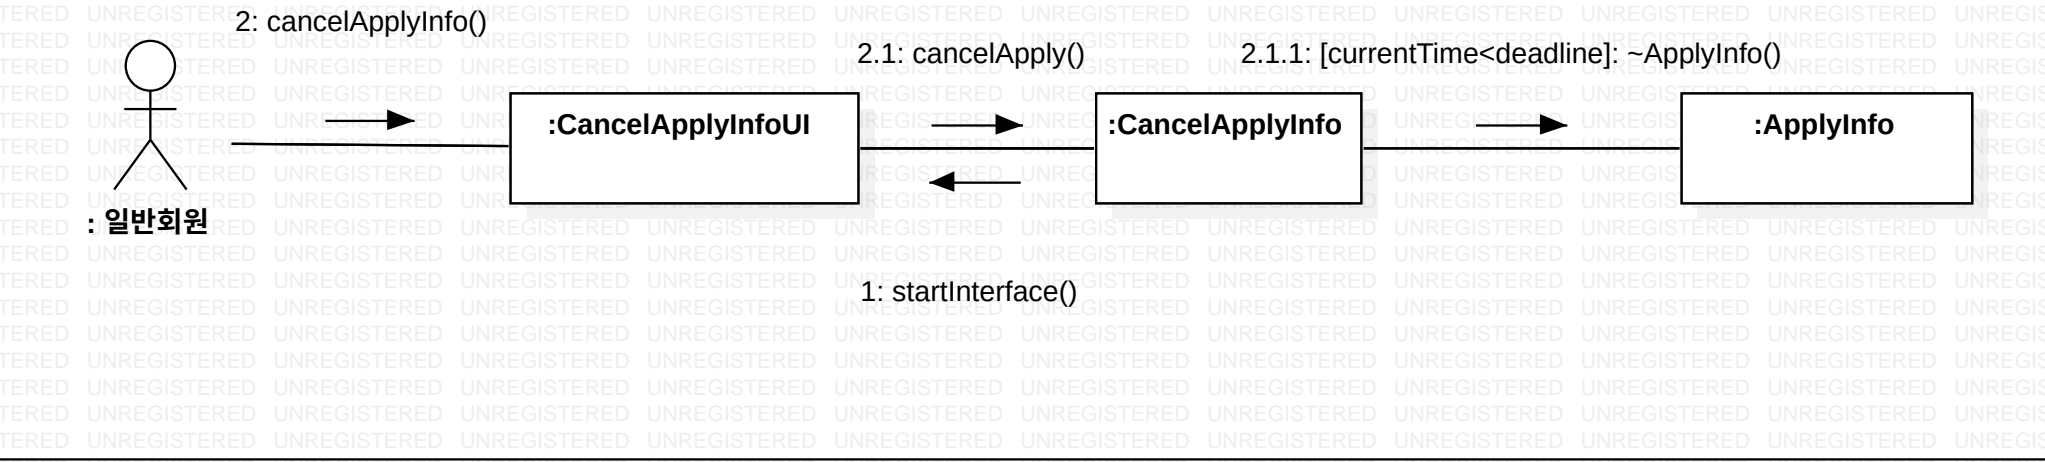 2: cancelApplyInfo()
2.1: cancelApply()
2.1.1: [currentTime<deadline]: ~ApplyInfo()
:CancelApplyInfoUI
:CancelApplyInfo
:ApplyInfo
: 일반회원
1: startInterface()
UNREGISTERED